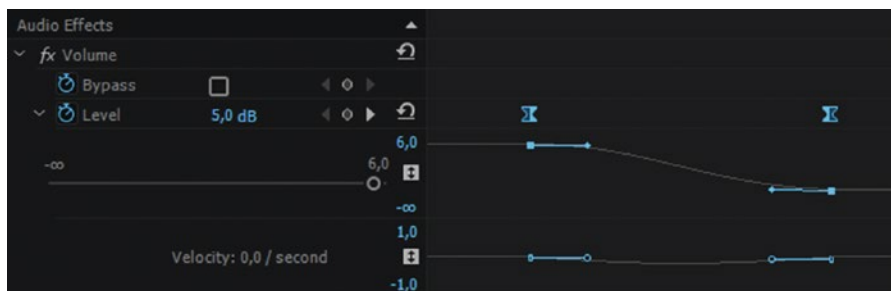 Audio Effects
fx Volume
Bypass
Level 5,0 dB
6,0
-∞ 6,0
-∞
1,0
Velocity: 0,0 / second
-1,0